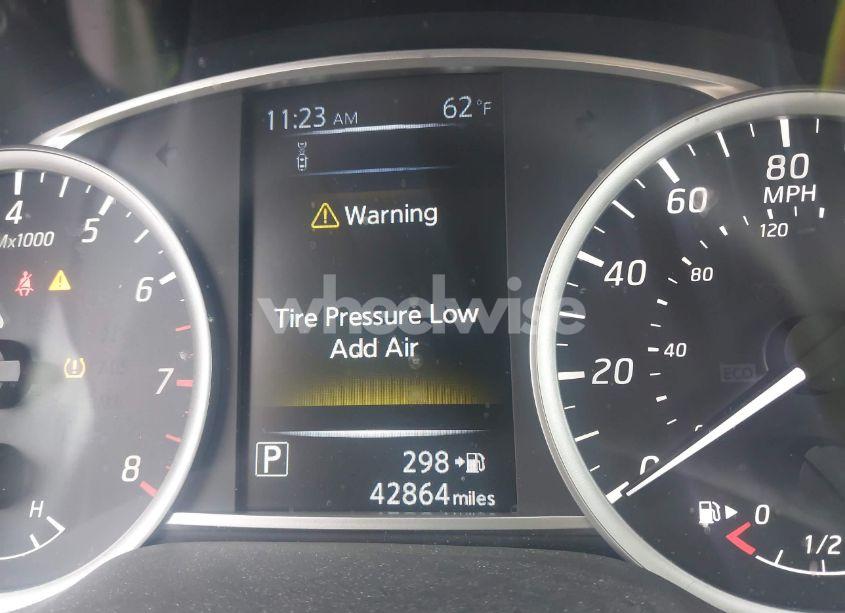 11:23 AM 62°F
Warning
Tire Pressure Low
Add Air
P
298
42864 miles
4
5
6
7
8
x1000
H
0
20
40
60
80
MPH
40
80
120
ECO
0
1/2
wheelwise